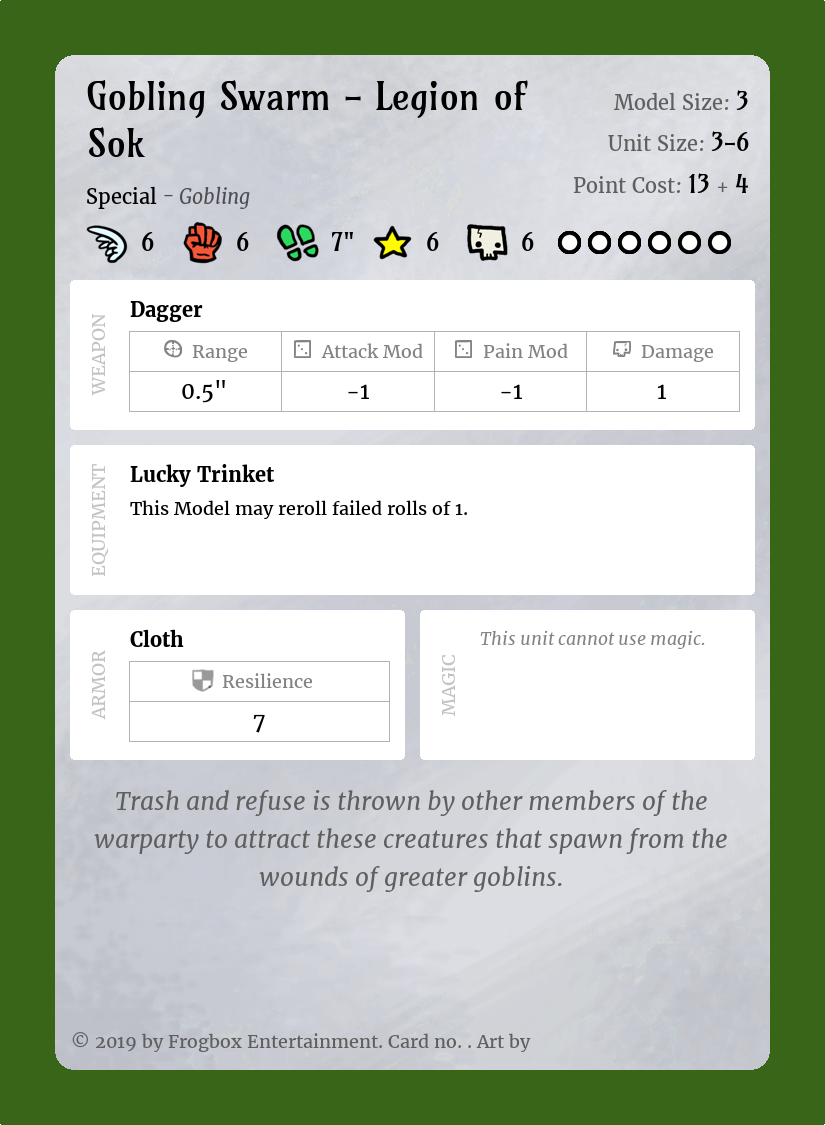 Gobling Swarm – Legion of
Sok
Model Size: 3
Unit Size: 3–6
Point Cost: 13 + 4
Special – Gobling
6 6 7" 6 6
WEAPON
Dagger
Range Attack Mod Pain Mod Damage
0.5" -1 -1 1
EQUIPMENT
Lucky Trinket
This Model may reroll failed rolls of 1.
ARMOR
Cloth
Resilience
7
MAGIC
This unit cannot use magic.
Trash and refuse is thrown by other members of the
warparty to attract these creatures that spawn from the
wounds of greater goblins.
© 2019 by Frogbox Entertainment. Card no. . Art by